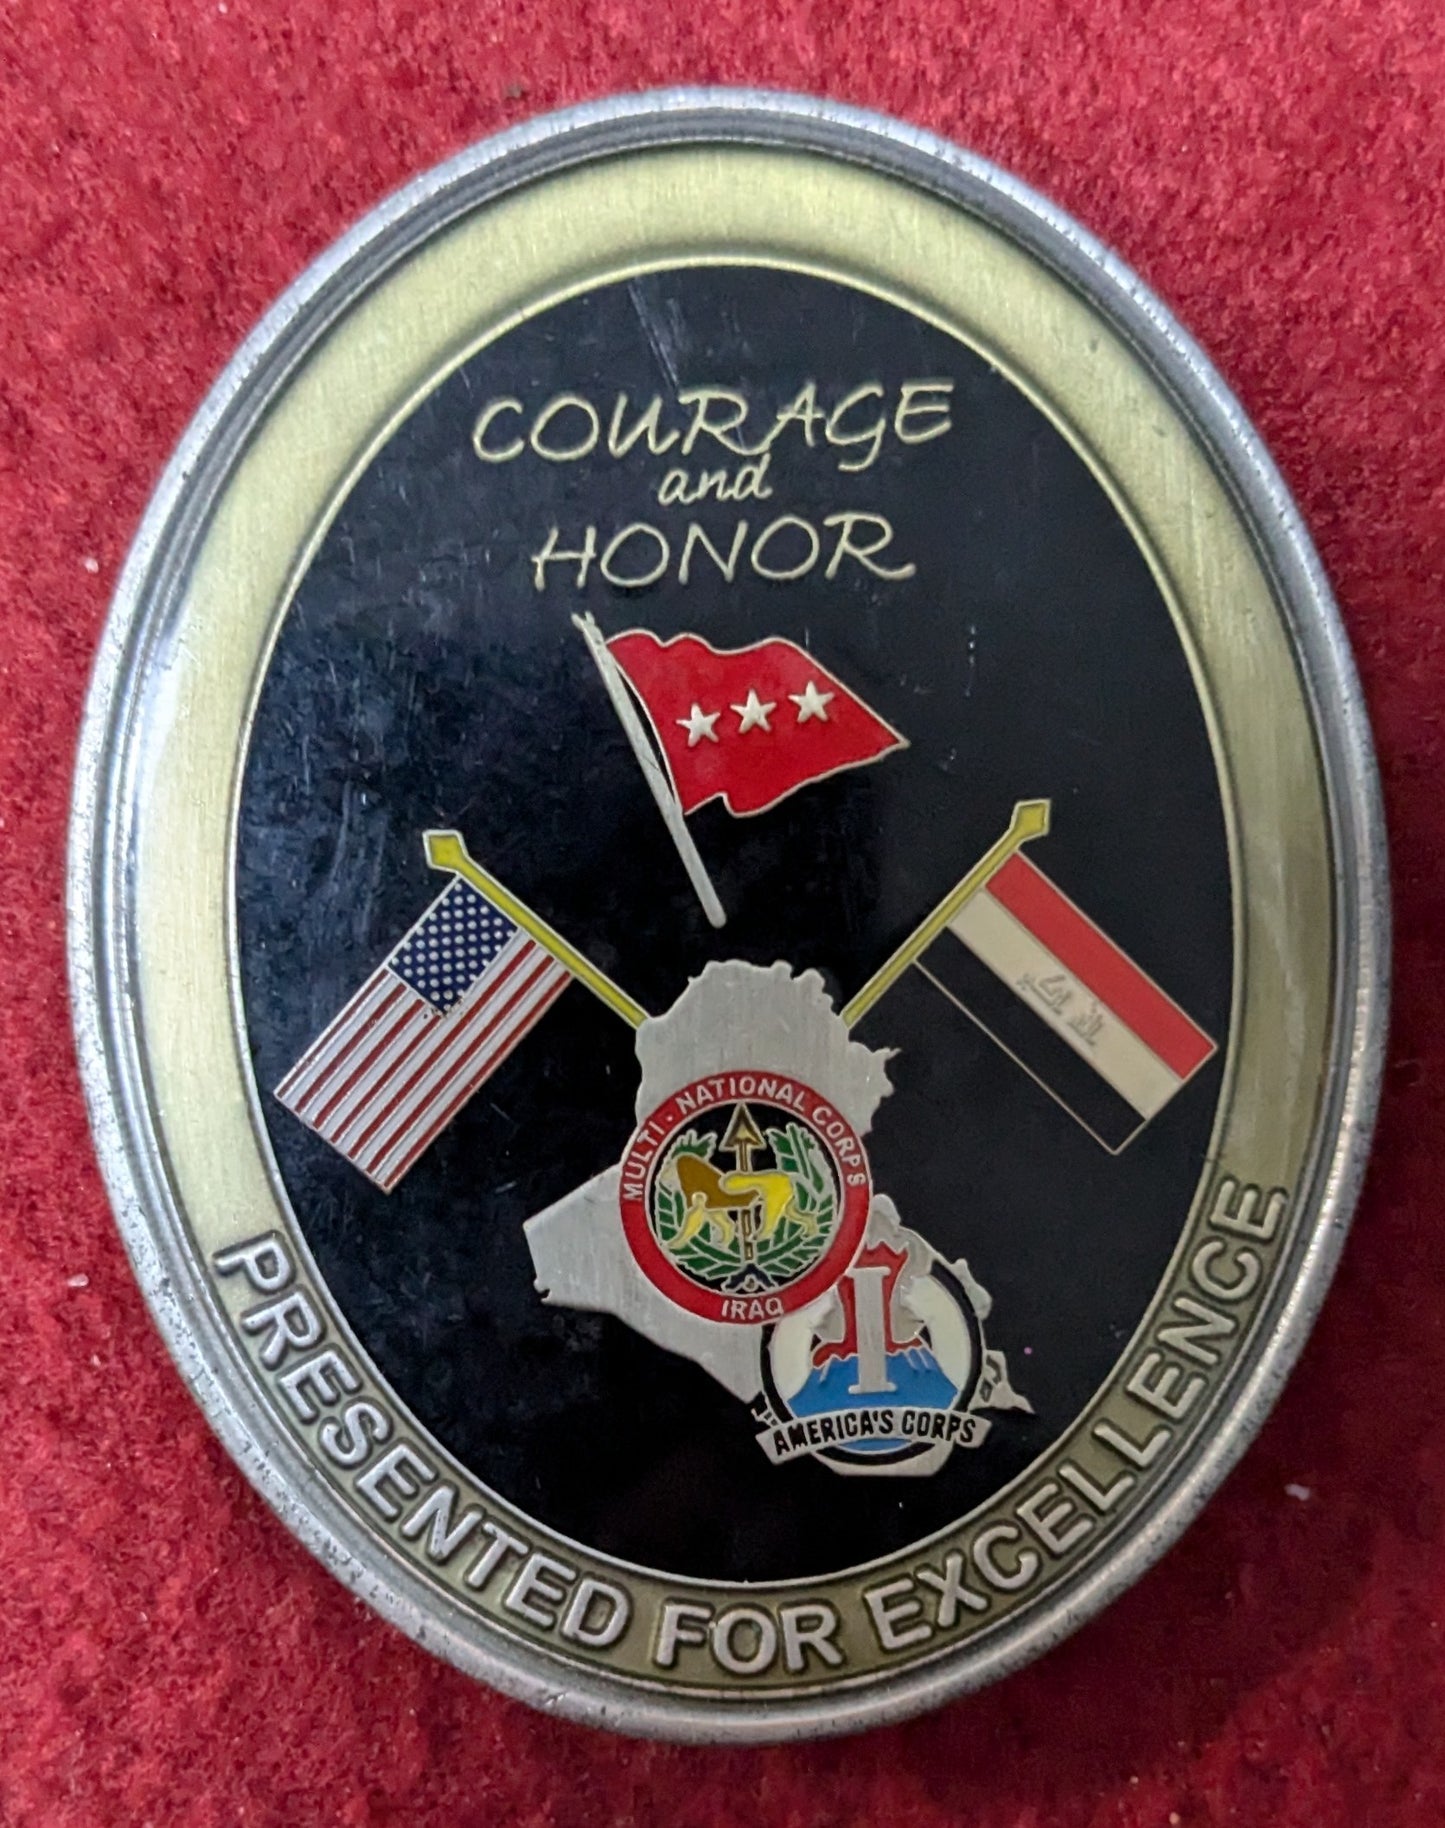 COURAGE
and
HONOR
MULTI-NATIONAL CORPS
IRAQ
I
AMERICA'S CORPS
PRESENTED FOR EXCELLENCE